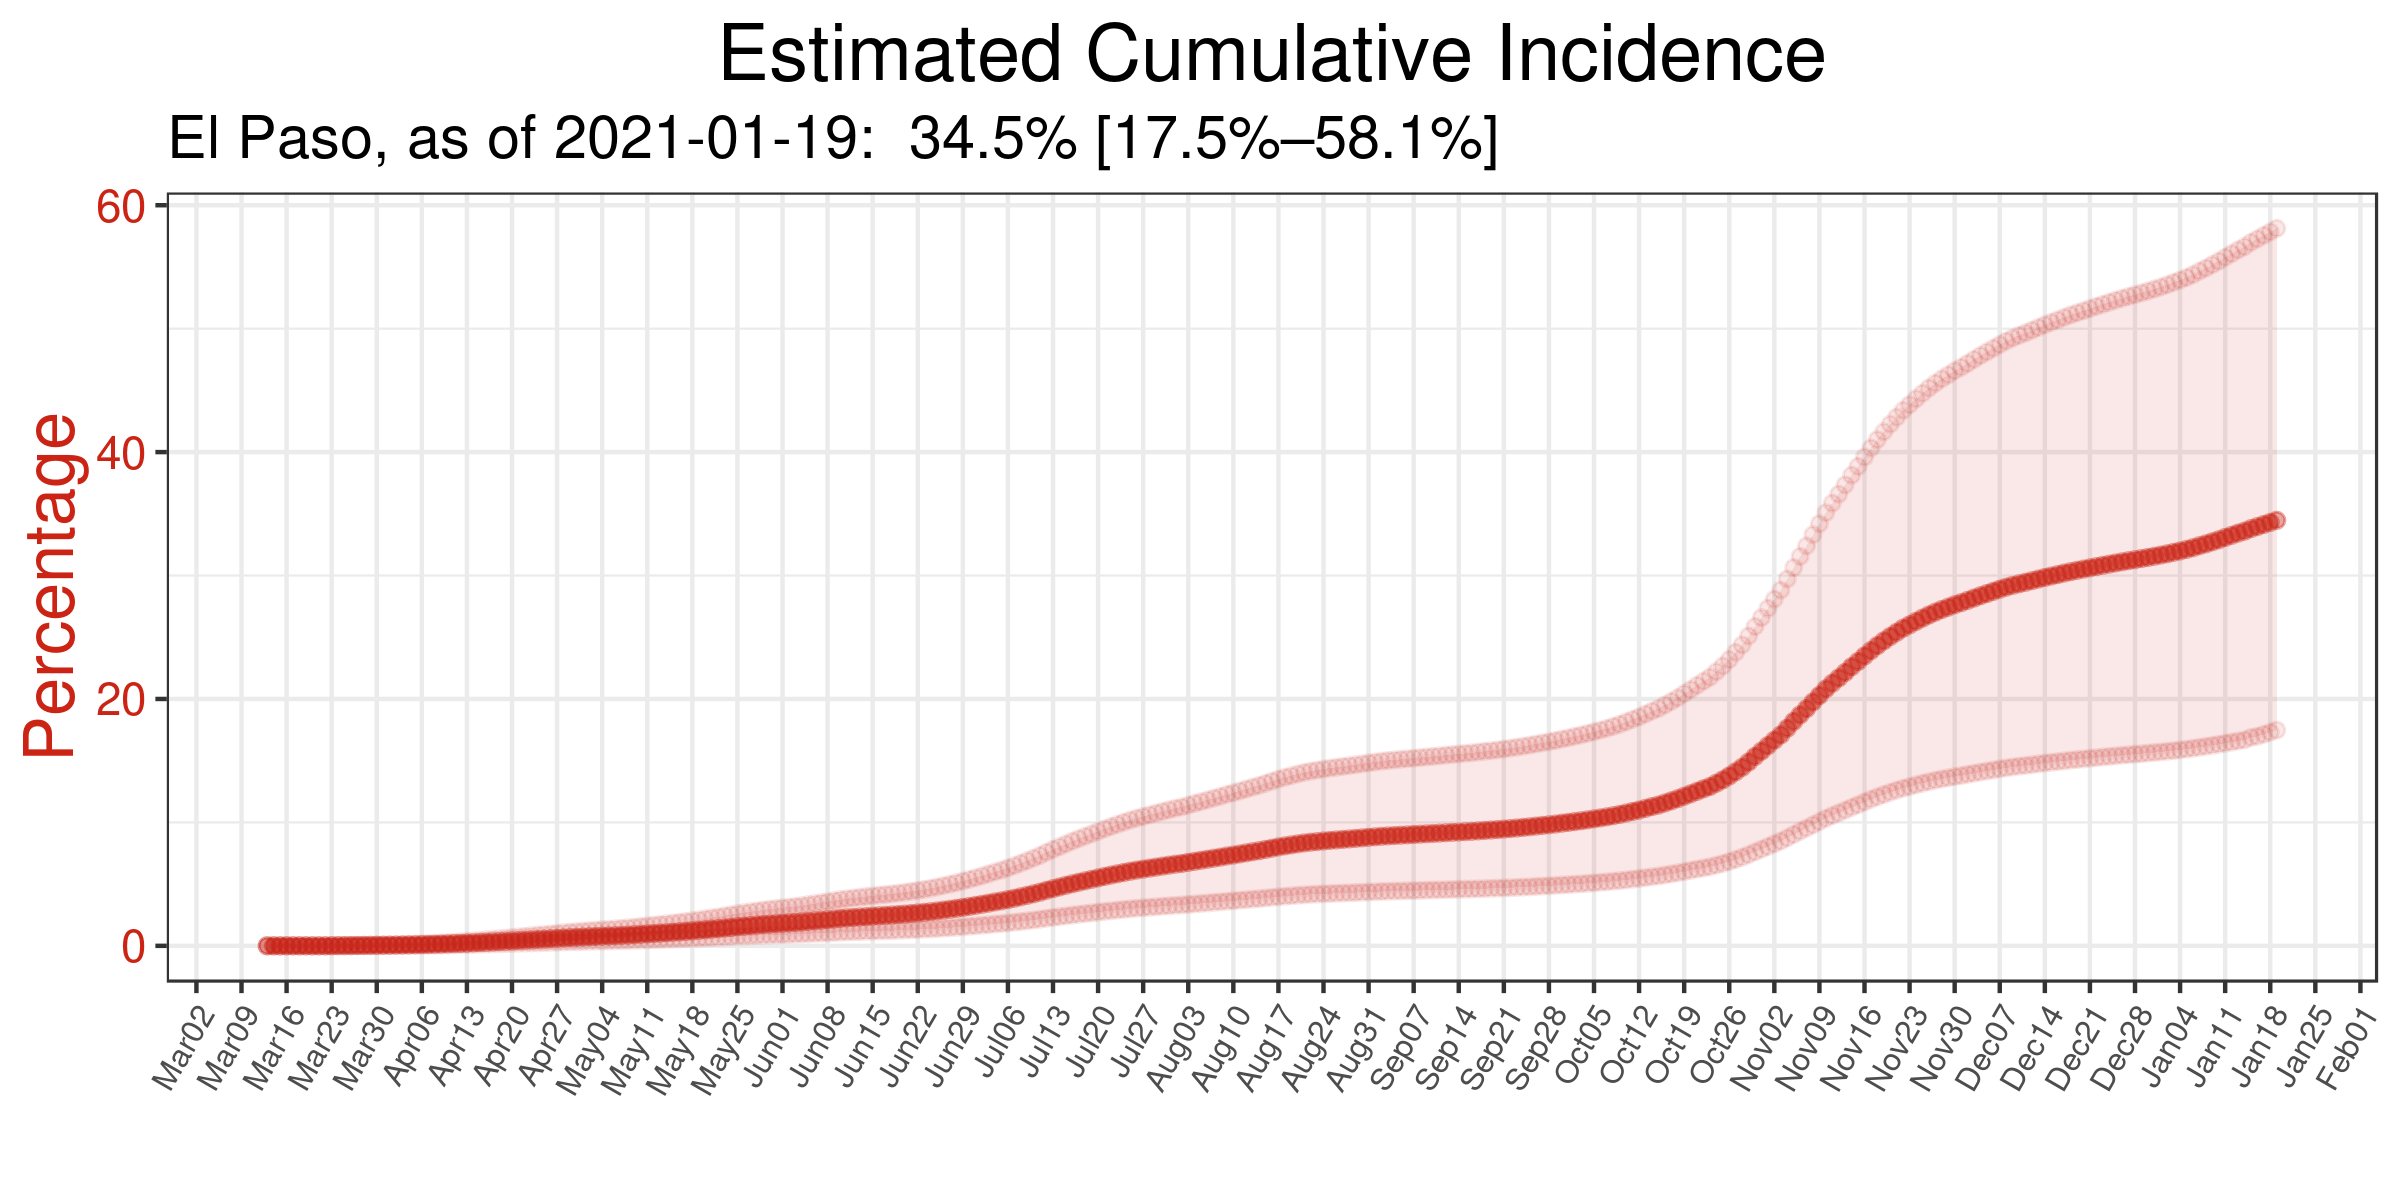 Estimated Cumulative Incidence
El Paso, as of 2021-01-19:  34.5% [17.5%–58.1%]
Percentage
60
40
20
0
Mar02
Mar09
Mar16
Mar23
Mar30
Apr06
Apr13
Apr20
Apr27
May04
May11
May18
May25
Jun01
Jun08
Jun15
Jun22
Jun29
Jul06
Jul13
Jul20
Jul27
Aug03
Aug10
Aug17
Aug24
Aug31
Sep07
Sep14
Sep21
Sep28
Oct05
Oct12
Oct19
Oct26
Nov02
Nov09
Nov16
Nov23
Nov30
Dec07
Dec14
Dec21
Dec28
Jan04
Jan11
Jan18
Jan25
Feb01